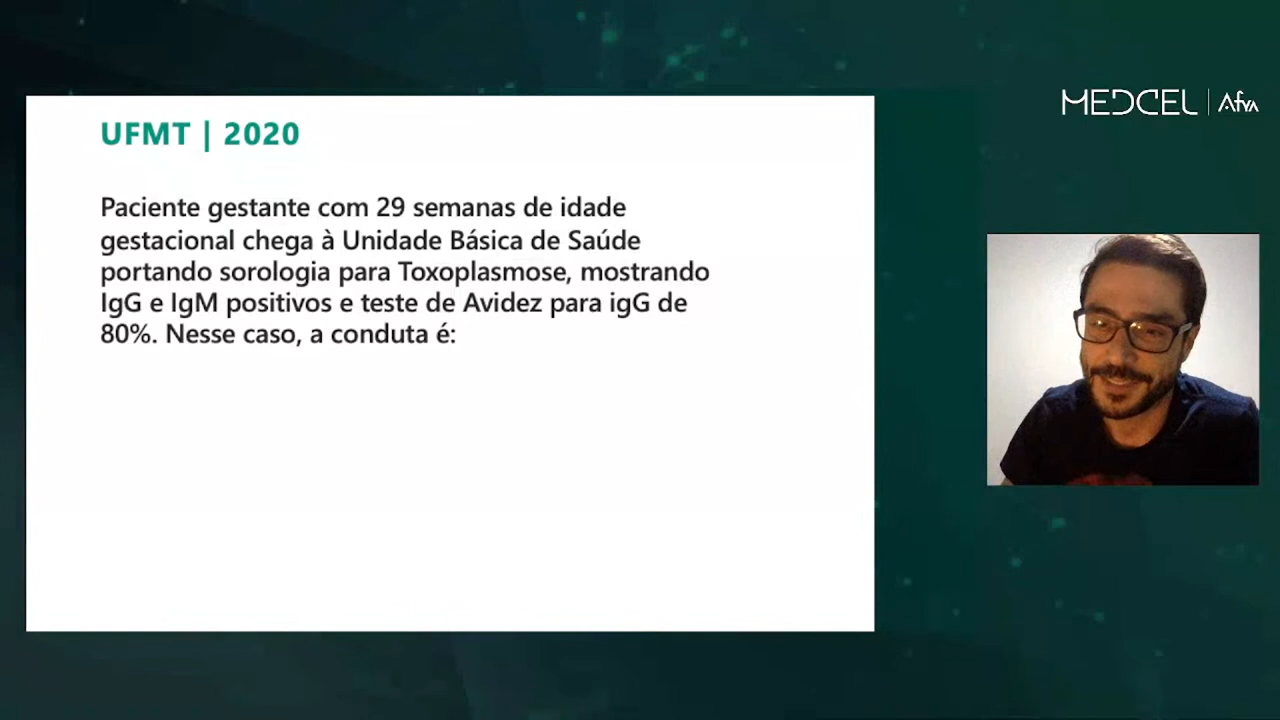 UFMT | 2020
Paciente gestante com 29 semanas de idade
gestacional chega à Unidade Básica de Saúde
portando sorologia para Toxoplasmose, mostrando
IgG e IgM positivos e teste de Avidez para igG de
80%. Nesse caso, a conduta é:
MEDCEL | Afya